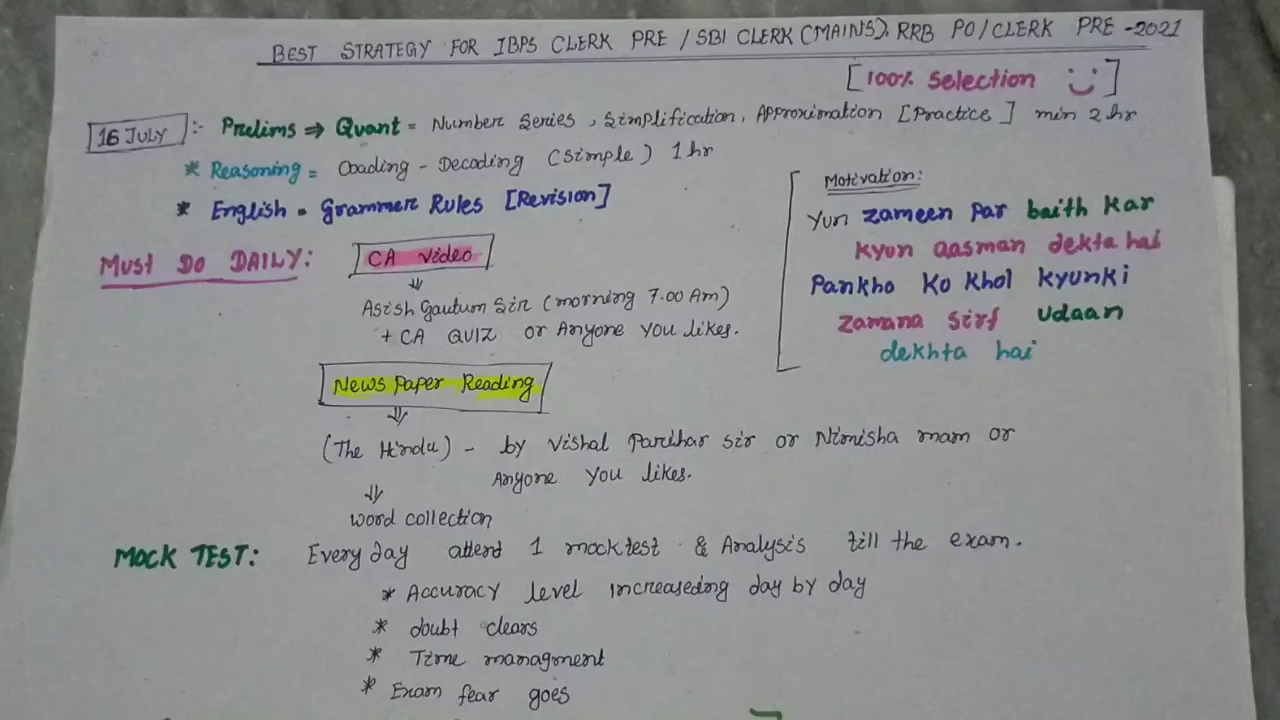 BEST STRATEGY FOR IBPS CLERK PRE / SBI CLERK (MAINS), RRB PO/CLERK PRE -2021
[100% Selection :)]
16 JULY :- Prelims ⇒ Quant = Number Series, Simplification, Approximation [Practice] min 2 hr
* Reasoning = Coading - Decoding (Simple) 1 hr
* English = Grammer Rules [Revision]
MUST DO DAILY:
CA video
⇓
Asish Gautum Sir (morning 7.00 Am)
+ CA QUIZ or Anyone you likes.
Motivation:
Yun zameen Par baith Kar
Kyun aasman dekta hai
Pankho Ko Khol Kyunki
Zamana Sirf Udaan
dekhta hai
News Paper Reading
⇓
(The Hindu) - by Vishal Parihar sir or Nimisha mam or
Anyone You likes.
⇓
word collection
MOCK TEST: Every day attend 1 mock test & Analysis till the exam.
* Accuracy level increaseding day by day
* doubt clears
* Time managment
* Exam fear goes